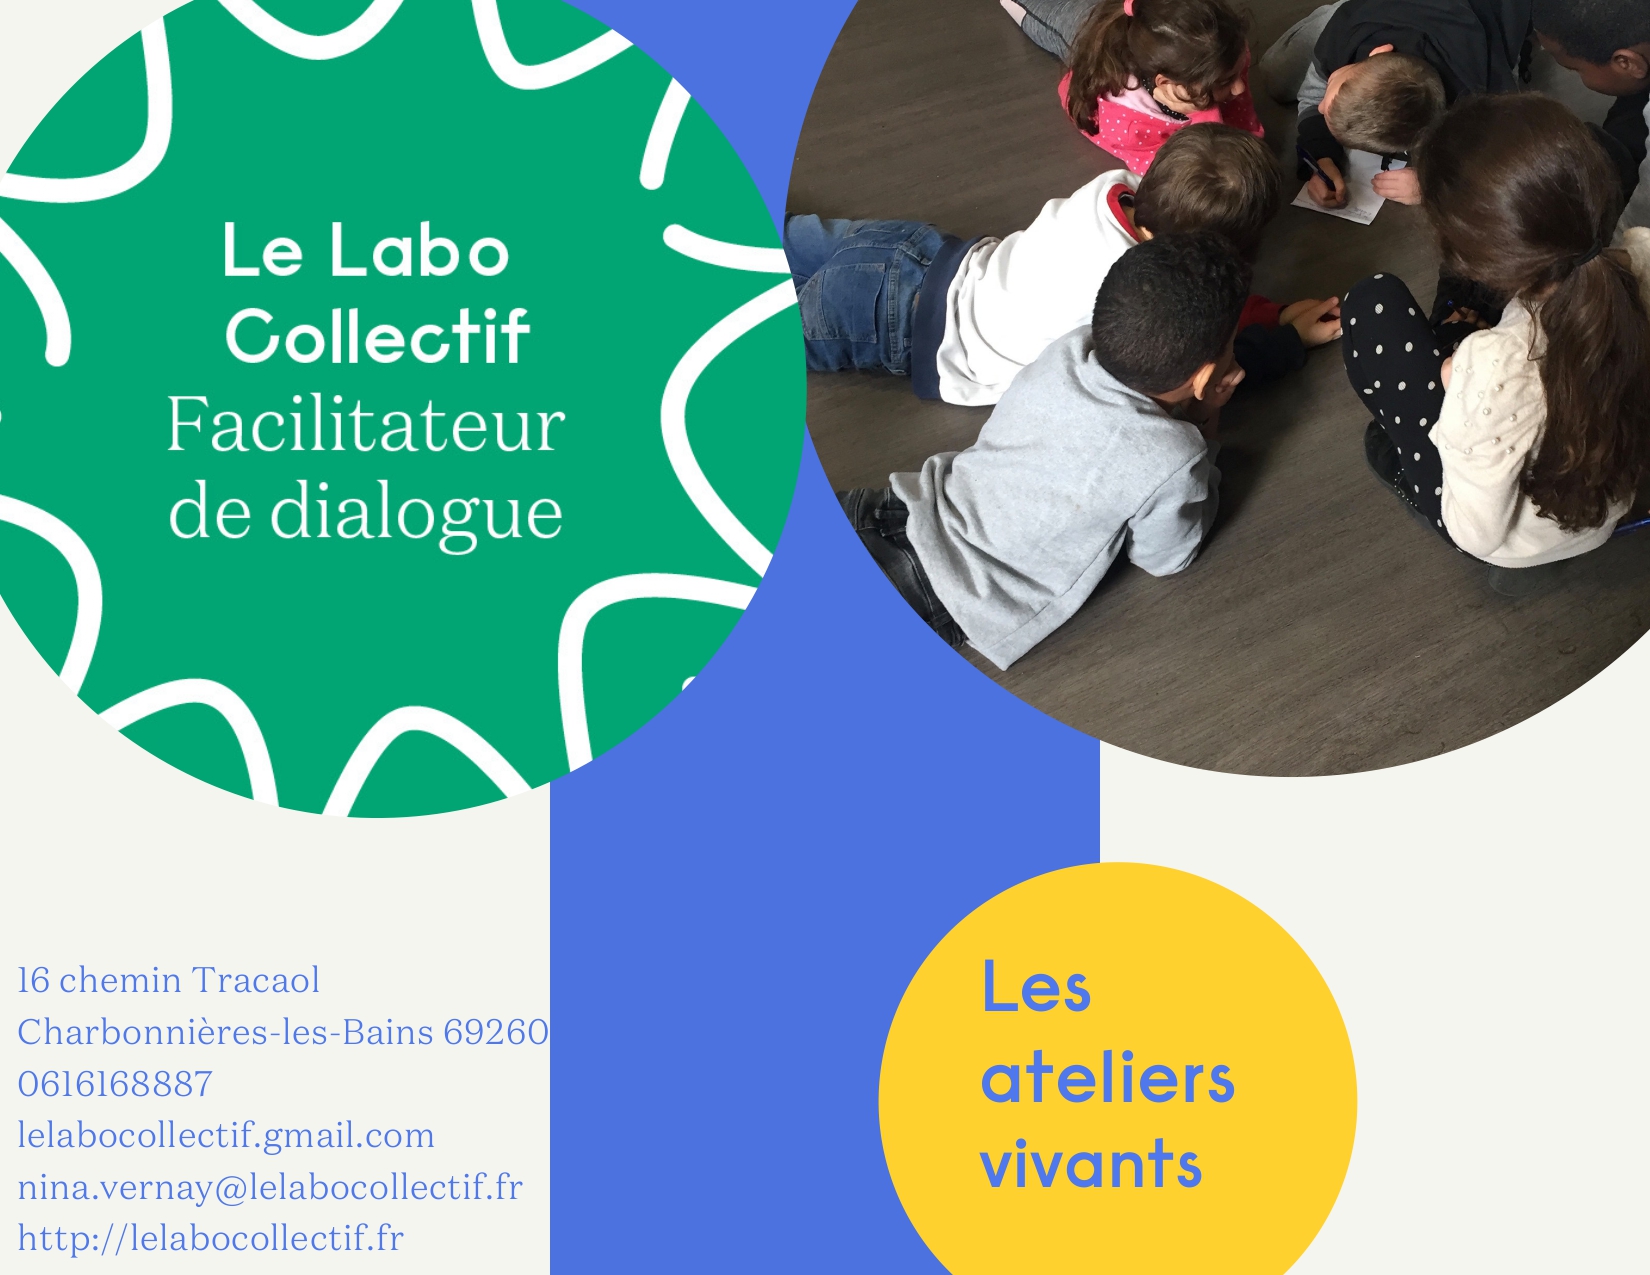 Le Labo
Collectif
Facilitateur
de dialogue
16 chemin Tracaol
Charbonnières-les-Bains 69260
0616168887
lelabocollectif.gmail.com
nina.vernay@lelabocollectif.fr
http://lelabocollectif.fr
Les
ateliers
vivants